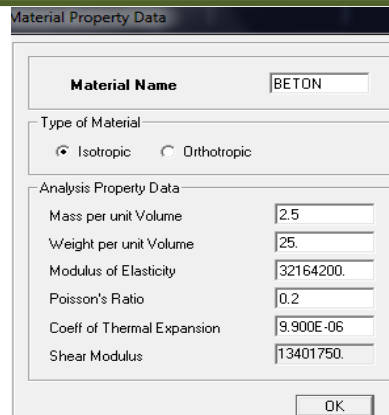 Material Property Data
Material Name BETON
Type of Material
Isotropic Orthotropic
Analysis Property Data
Mass per unit Volume 2.5
Weight per unit Volume 25.
Modulus of Elasticity 32164200.
Poisson's Ratio 0.2
Coeff of Thermal Expansion 9.900E-06
Shear Modulus 13401750.
OK